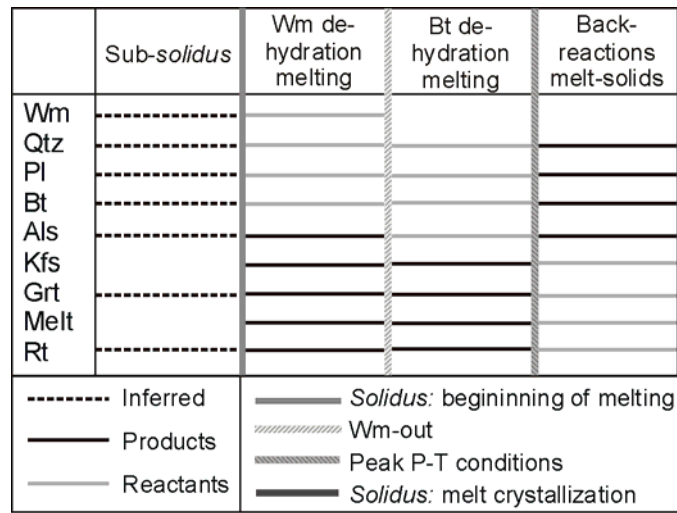 Sub-solidus
Wm de-
hydration
melting
Bt de-
hydration
melting
Back-
reactions
melt-solids
Wm
Qtz
Pl
Bt
Als
Kfs
Grt
Melt
Rt
Inferred
Products
Reactants
Solidus: begininning of melting
Wm-out
Peak P-T conditions
Solidus: melt crystallization